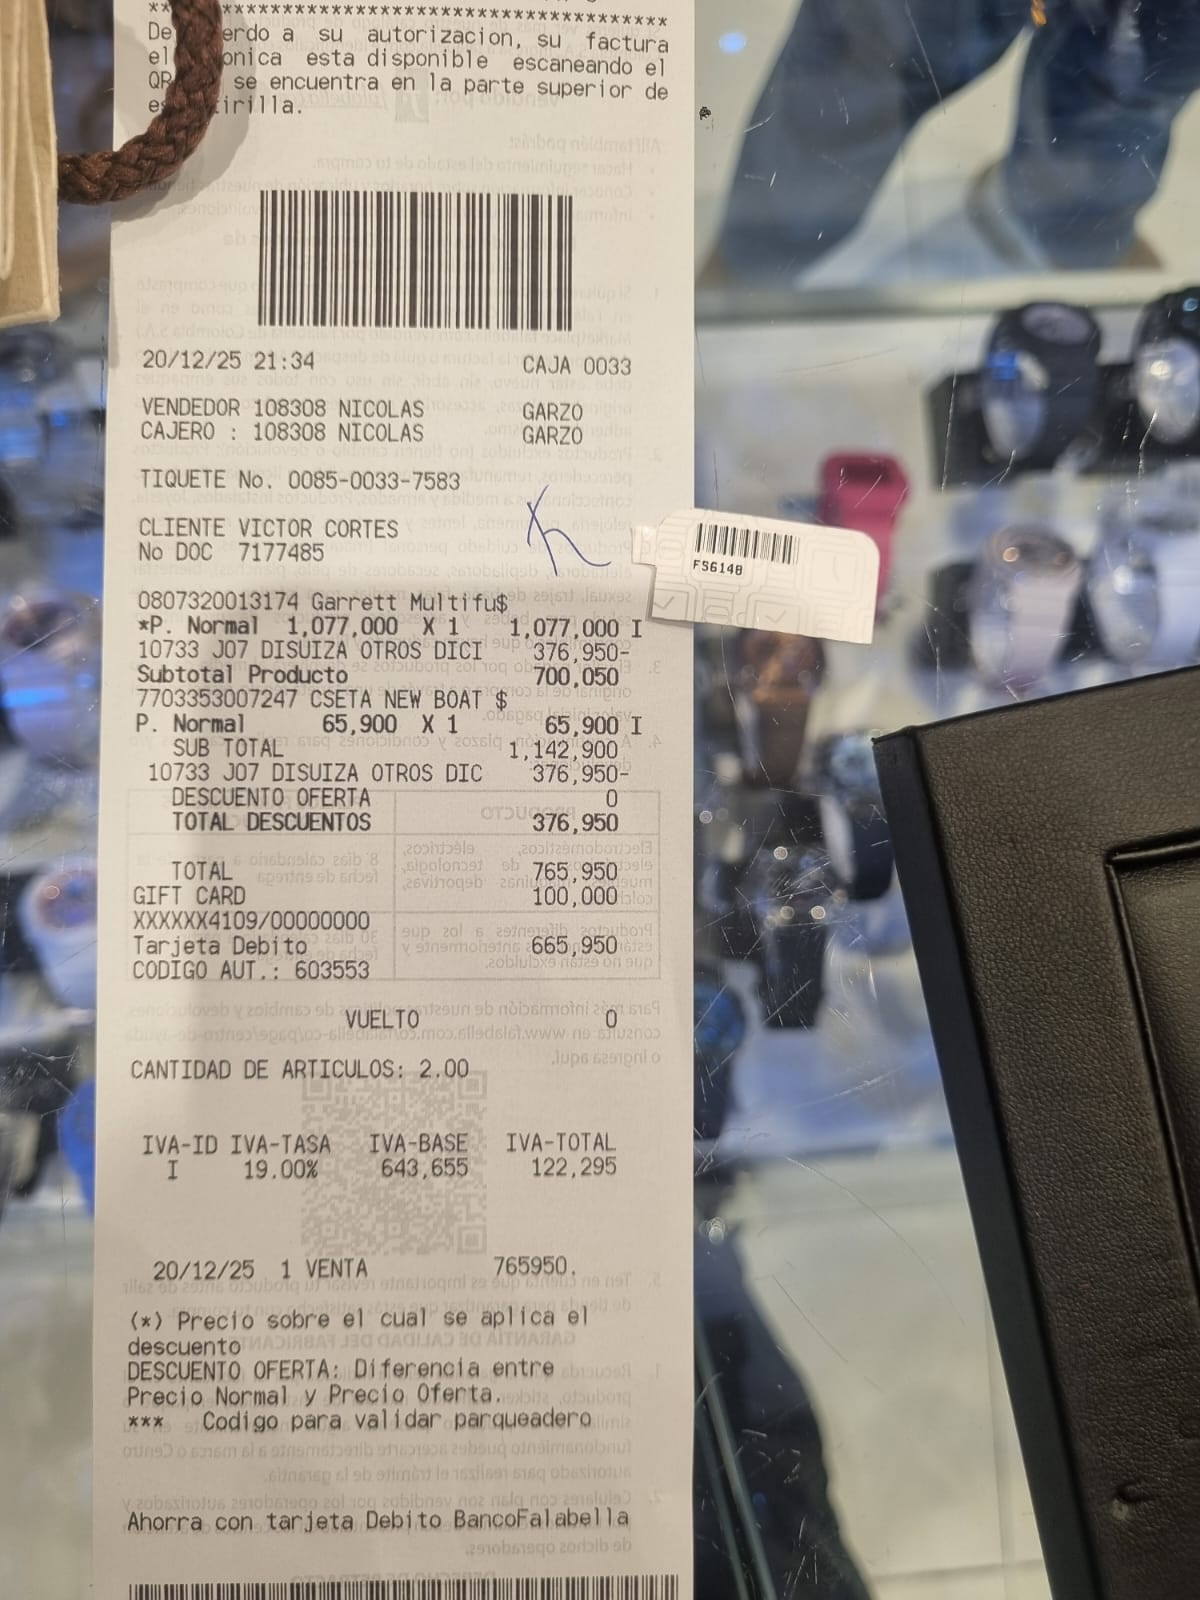 ****************************************
De erdo a su autorizacion, su factura
el onica esta disponible escaneando el
QR se encuentra en la parte superior de
es tirilla.
20/12/25 21:34 CAJA 0033
VENDEDOR 108308 NICOLAS GARZO
CAJERO : 108308 NICOLAS GARZO
TIQUETE No. 0085-0033-7583
CLIENTE VICTOR CORTES
No DOC 7177485
FS6148
0807320013174 Garrett Multifu$
*P. Normal 1,077,000 X 1 1,077,000 I
10733 J07 DISUIZA OTROS DICI 376,950-
Subtotal Producto 700,050
7703353007247 CSETA NEW BOAT $
P. Normal 65,900 X 1 65,900 I
SUB TOTAL 1,142,900
10733 J07 DISUIZA OTROS DIC 376,950-
DESCUENTO OFERTA 0
TOTAL DESCUENTOS 376,950
TOTAL 765,950
GIFT CARD 100,000
XXXXXX4109/00000000
Tarjeta Debito 665,950
CODIGO AUT.: 603553
VUELTO 0
CANTIDAD DE ARTICULOS: 2.00
IVA-ID IVA-TASA IVA-BASE IVA-TOTAL
I 19.00% 643,655 122,295
20/12/25 1 VENTA 765950.
(*) Precio sobre el cual se aplica el
descuento
DESCUENTO OFERTA: Diferencia entre
Precio Normal y Precio Oferta.
*** Codigo para validar parqueadero
Ahorra con tarjeta Debito BancoFalabella